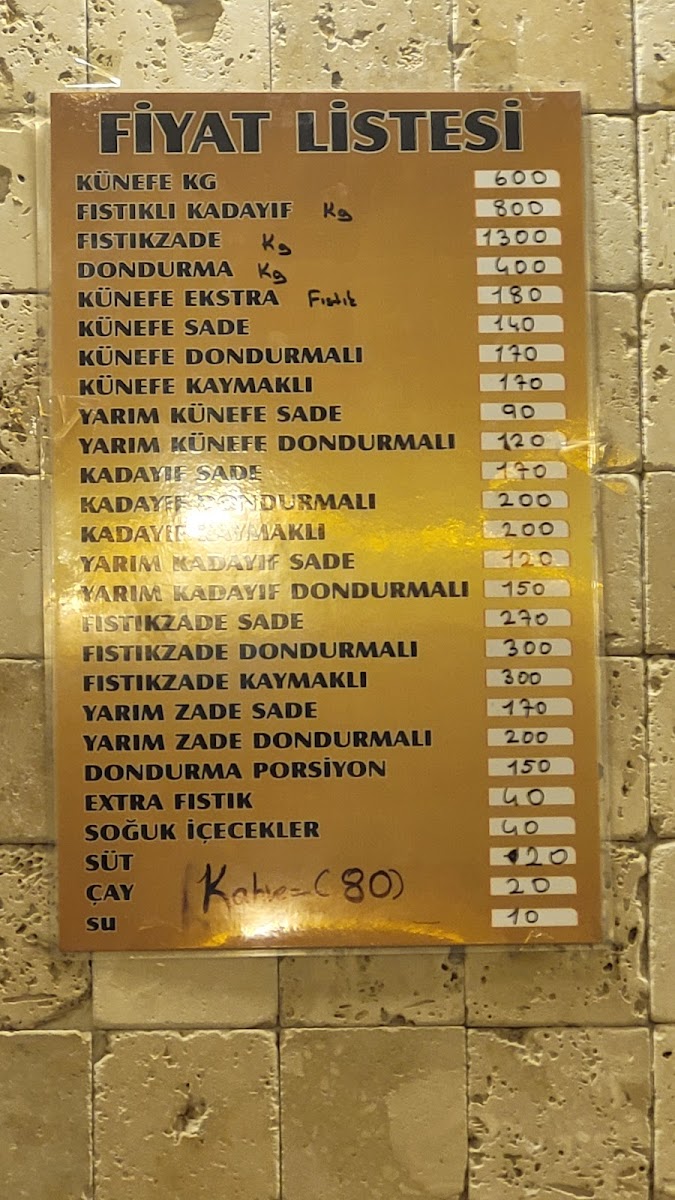 FİYAT LİSTESİ
KÜNEFE KG 600
FISTIKLI KADAYIF Kg 800
FISTIKZADE Kg 1300
DONDURMA Kg 400
KÜNEFE EKSTRA Fıstık 180
KÜNEFE SADE 140
KÜNEFE DONDURMALI 170
KÜNEFE KAYMAKLI 170
YARIM KÜNEFE SADE 90
YARIM KÜNEFE DONDURMALI 120
KADAYIF SADE 170
KADAYIF DONDURMALI 200
KADAYIF KAYMAKLI 200
YARIM KADAYIF SADE 120
YARIM KADAYIF DONDURMALI 150
FISTIKZADE SADE 270
FISTIKZADE DONDURMALI 300
FISTIKZADE KAYMAKLI 300
YARIM ZADE SADE 170
YARIM ZADE DONDURMALI 200
DONDURMA PORSİYON 150
EXTRA FISTIK 40
SOĞUK İÇECEKLER 40
SÜT 20
ÇAY Kahve=(80) 20
su 10